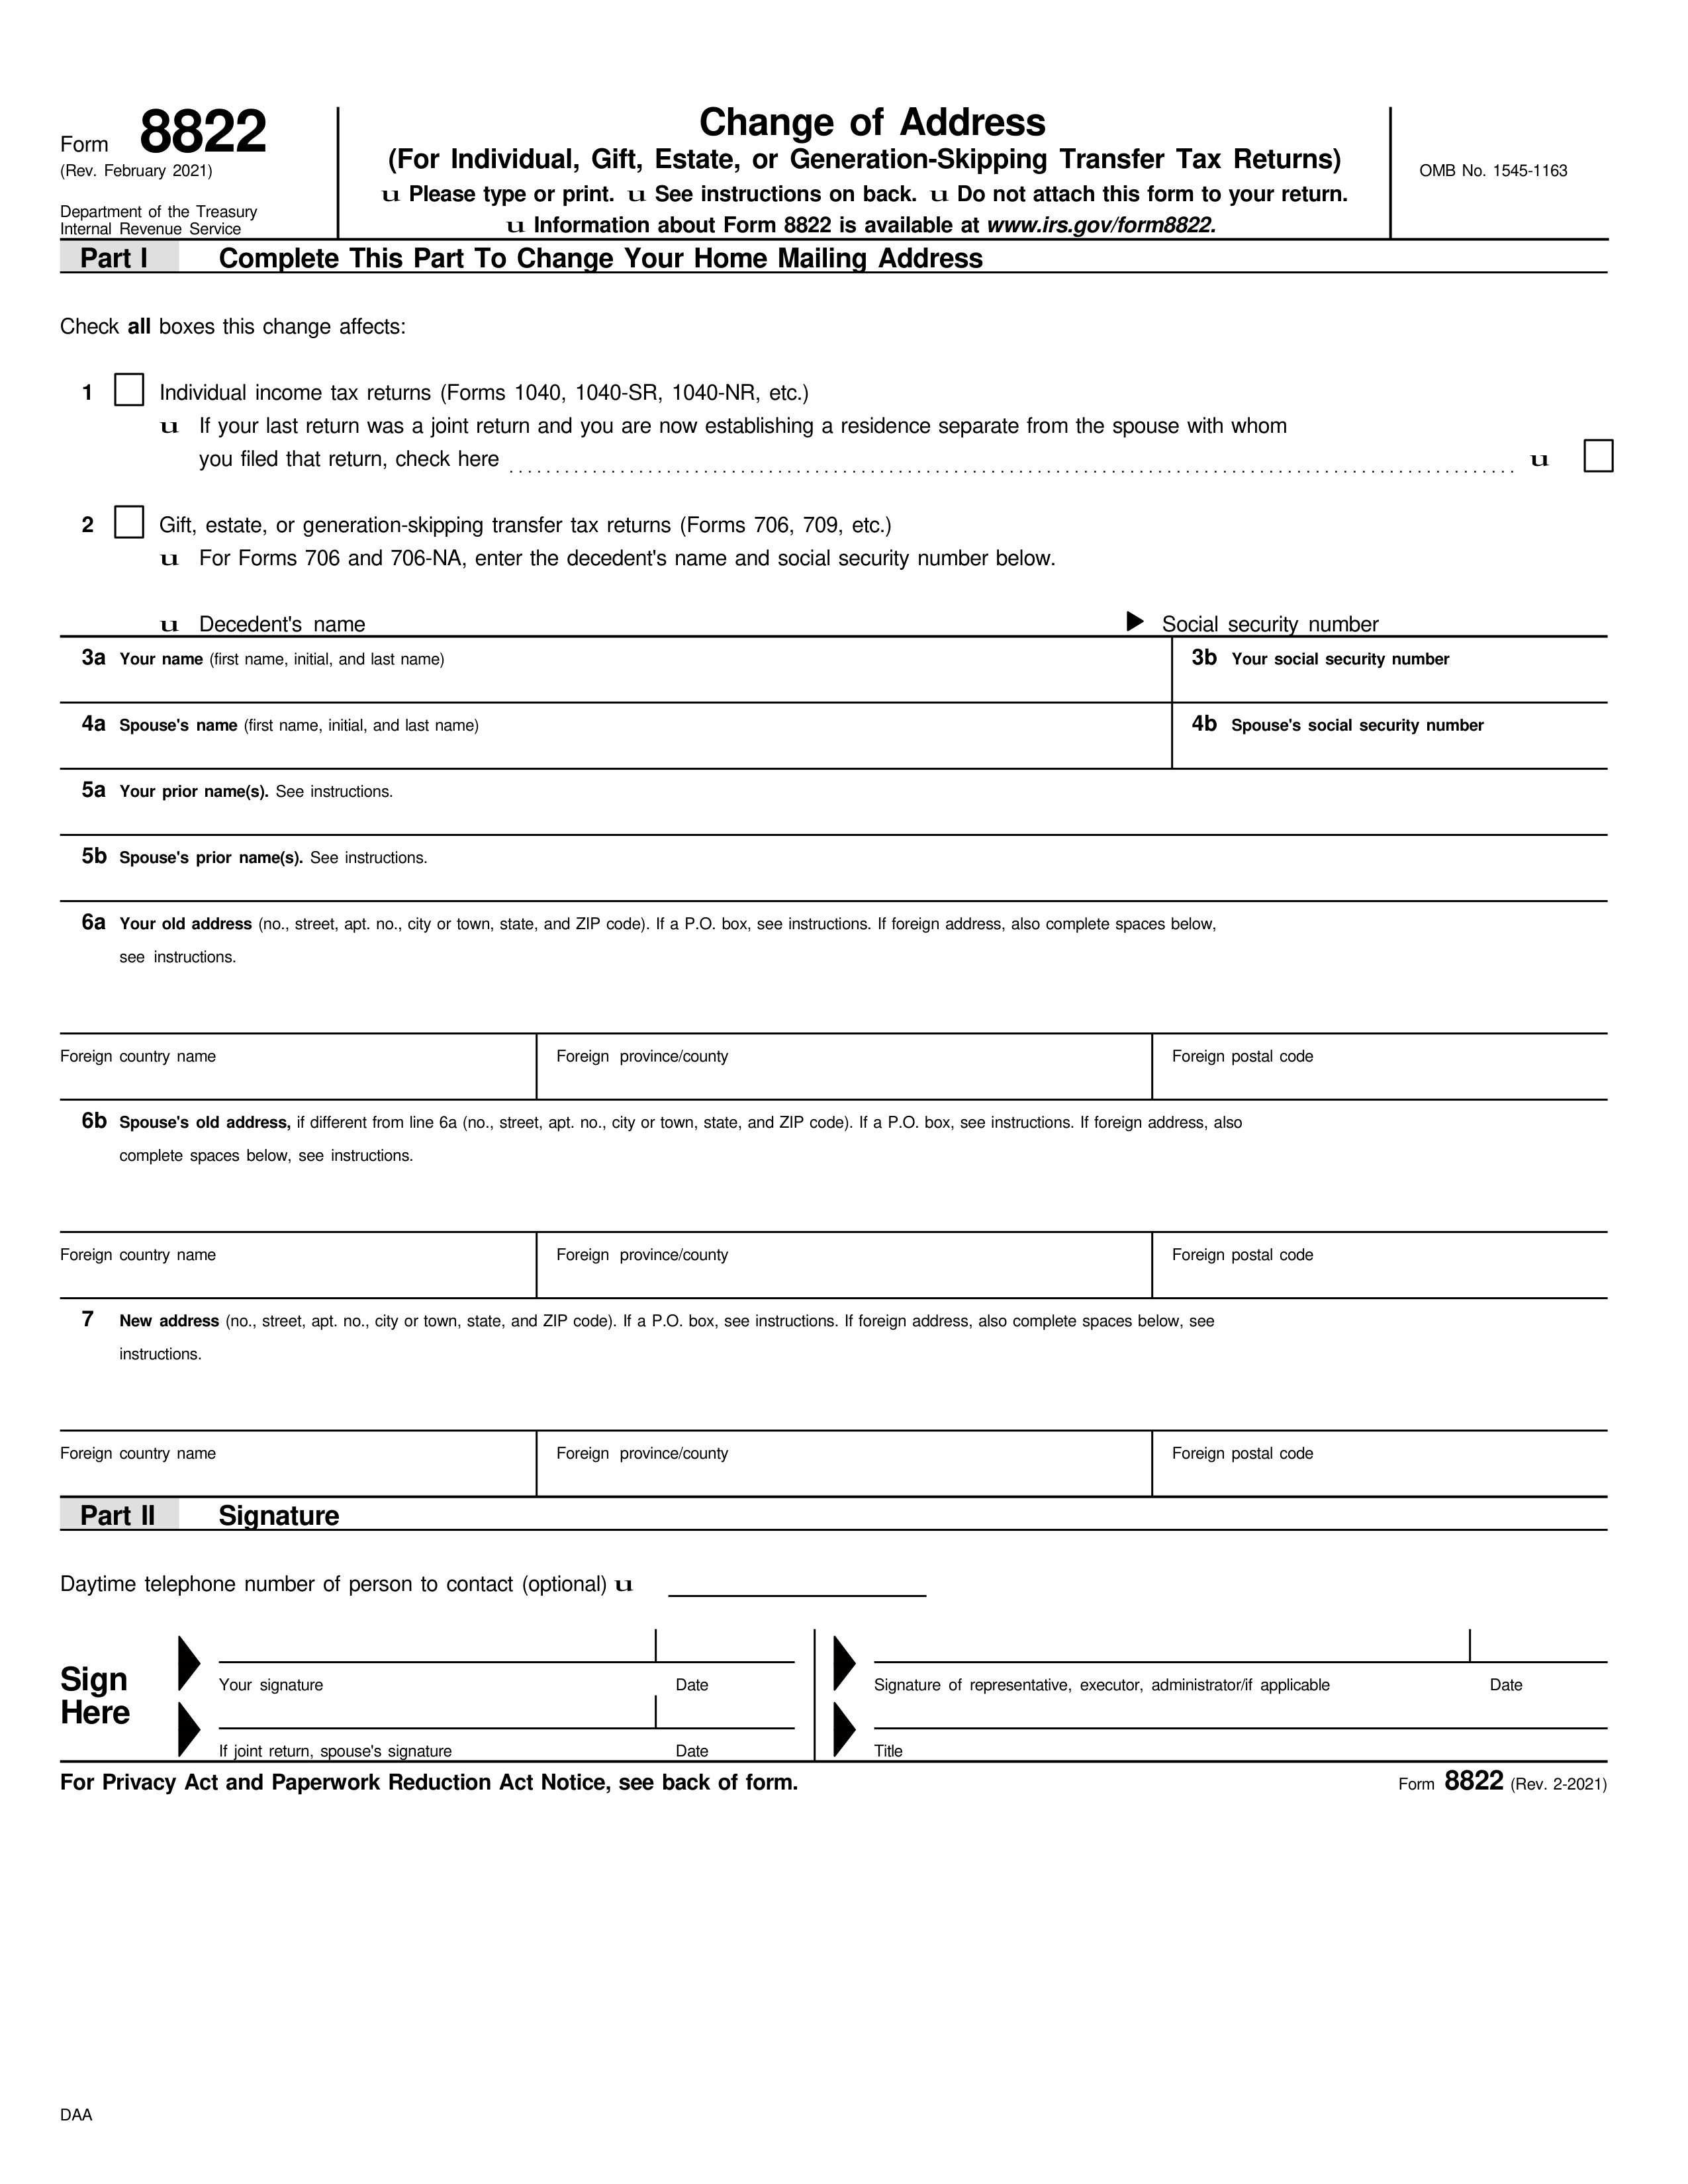 Form 8822
(Rev. February 2021)
Department of the Treasury
Internal Revenue Service
Change of Address
(For Individual, Gift, Estate, or Generation-Skipping Transfer Tax Returns)
u Please type or print. u See instructions on back. u Do not attach this form to your return.
u Information about Form 8822 is available at www.irs.gov/form8822.
OMB No. 1545-1163
Part I Complete This Part To Change Your Home Mailing Address
Check all boxes this change affects:
1 Individual income tax returns (Forms 1040, 1040-SR, 1040-NR, etc.)
u If your last return was a joint return and you are now establishing a residence separate from the spouse with whom
you filed that return, check here u
2 Gift, estate, or generation-skipping transfer tax returns (Forms 706, 709, etc.)
u For Forms 706 and 706-NA, enter the decedent's name and social security number below.
u Decedent's name ▶ Social security number
3a Your name (first name, initial, and last name) 3b Your social security number
4a Spouse's name (first name, initial, and last name) 4b Spouse's social security number
5a Your prior name(s). See instructions.
5b Spouse's prior name(s). See instructions.
6a Your old address (no., street, apt. no., city or town, state, and ZIP code). If a P.O. box, see instructions. If foreign address, also complete spaces below,
see instructions.
Foreign country name Foreign province/county Foreign postal code
6b Spouse's old address, if different from line 6a (no., street, apt. no., city or town, state, and ZIP code). If a P.O. box, see instructions. If foreign address, also
complete spaces below, see instructions.
Foreign country name Foreign province/county Foreign postal code
7 New address (no., street, apt. no., city or town, state, and ZIP code). If a P.O. box, see instructions. If foreign address, also complete spaces below, see
instructions.
Foreign country name Foreign province/county Foreign postal code
Part II Signature
Daytime telephone number of person to contact (optional) u
Sign
Here
Your signature Date
If joint return, spouse's signature Date
Signature of representative, executor, administrator/if applicable Date
Title
For Privacy Act and Paperwork Reduction Act Notice, see back of form. Form 8822 (Rev. 2-2021)
DAA